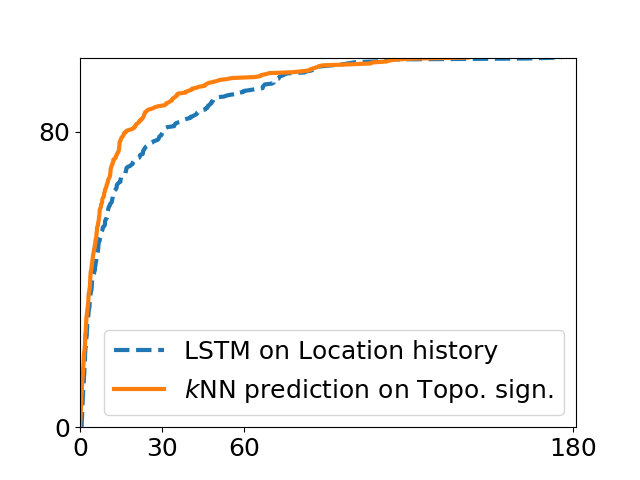 80
LSTM on Location history
kNN prediction on Topo. sign.
0
0 30 60 180